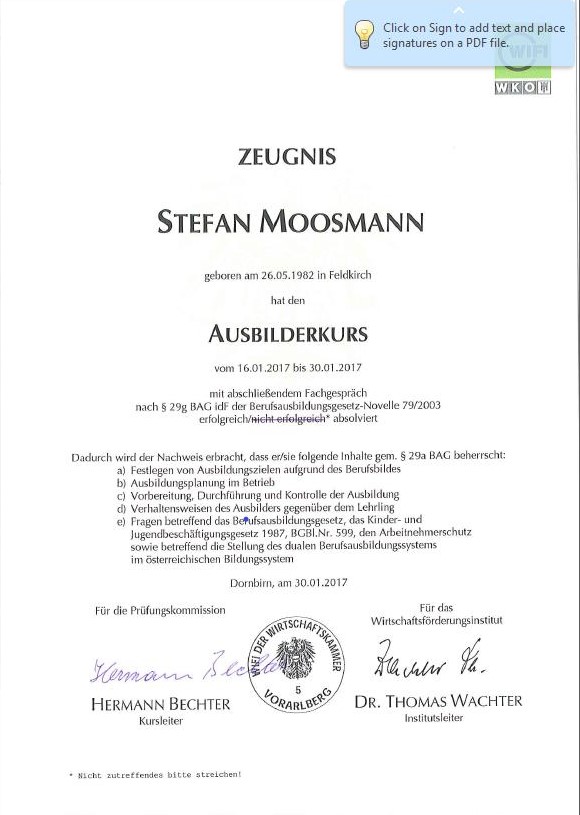 Click on Sign to add text and place
signatures on a PDF file.
WIFI
WKO
ZEUGNIS
STEFAN MOOSMANN
geboren am 26.05.1982 in Feldkirch
hat den
AUSBILDERKURS
vom 16.01.2017 bis 30.01.2017
mit abschließendem Fachgespräch
nach § 29g BAG idF der Berufsausbildungsgesetz-Novelle 79/2003
erfolgreich/nicht erfolgreich* absolviert
Dadurch wird der Nachweis erbracht, dass er/sie folgende Inhalte gem. § 29a BAG beherrscht:
a) Festlegen von Ausbildungszielen aufgrund des Berufsbildes
b) Ausbildungsplanung im Betrieb
c) Vorbereitung, Durchführung und Kontrolle der Ausbildung
d) Verhaltensweisen des Ausbilders gegenüber dem Lehrling
e) Fragen betreffend das Berufsausbildungsgesetz, das Kinder- und
Jugendbeschäftigungsgesetz 1987, BGBl.Nr. 599, den Arbeitnehmerschutz
sowie betreffend die Stellung des dualen Berufsausbildungssystems
im österreichischen Bildungssystem
Dornbirn, am 30.01.2017
Für die Prüfungskommission
Für das
Wirtschaftsförderungsinstitut
WIFI DER WIRTSCHAFTSKAMMER
5
VORARLBERG
Hermann Bechter
HERMANN BECHTER
Kursleiter
DR. THOMAS WACHTER
Institutsleiter
* Nicht zutreffendes bitte streichen!